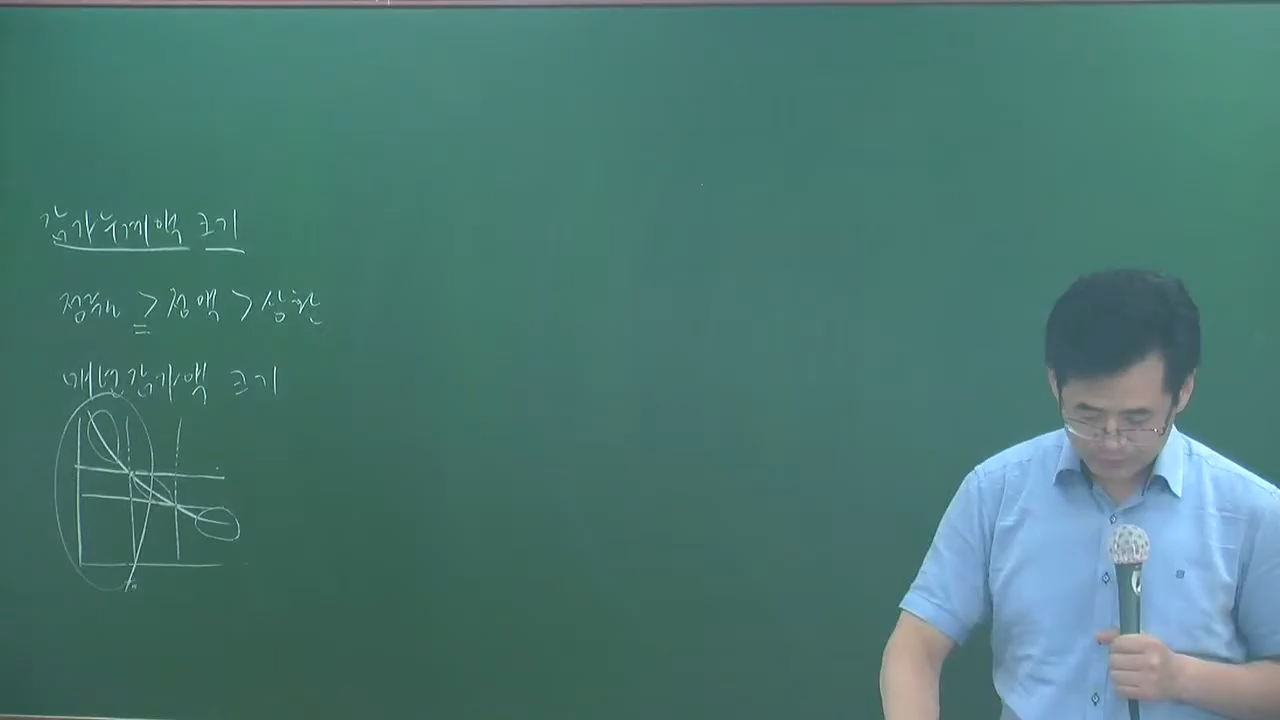 감가누계액 크기
정률 > 정액 > 상환
매년감가액 크기